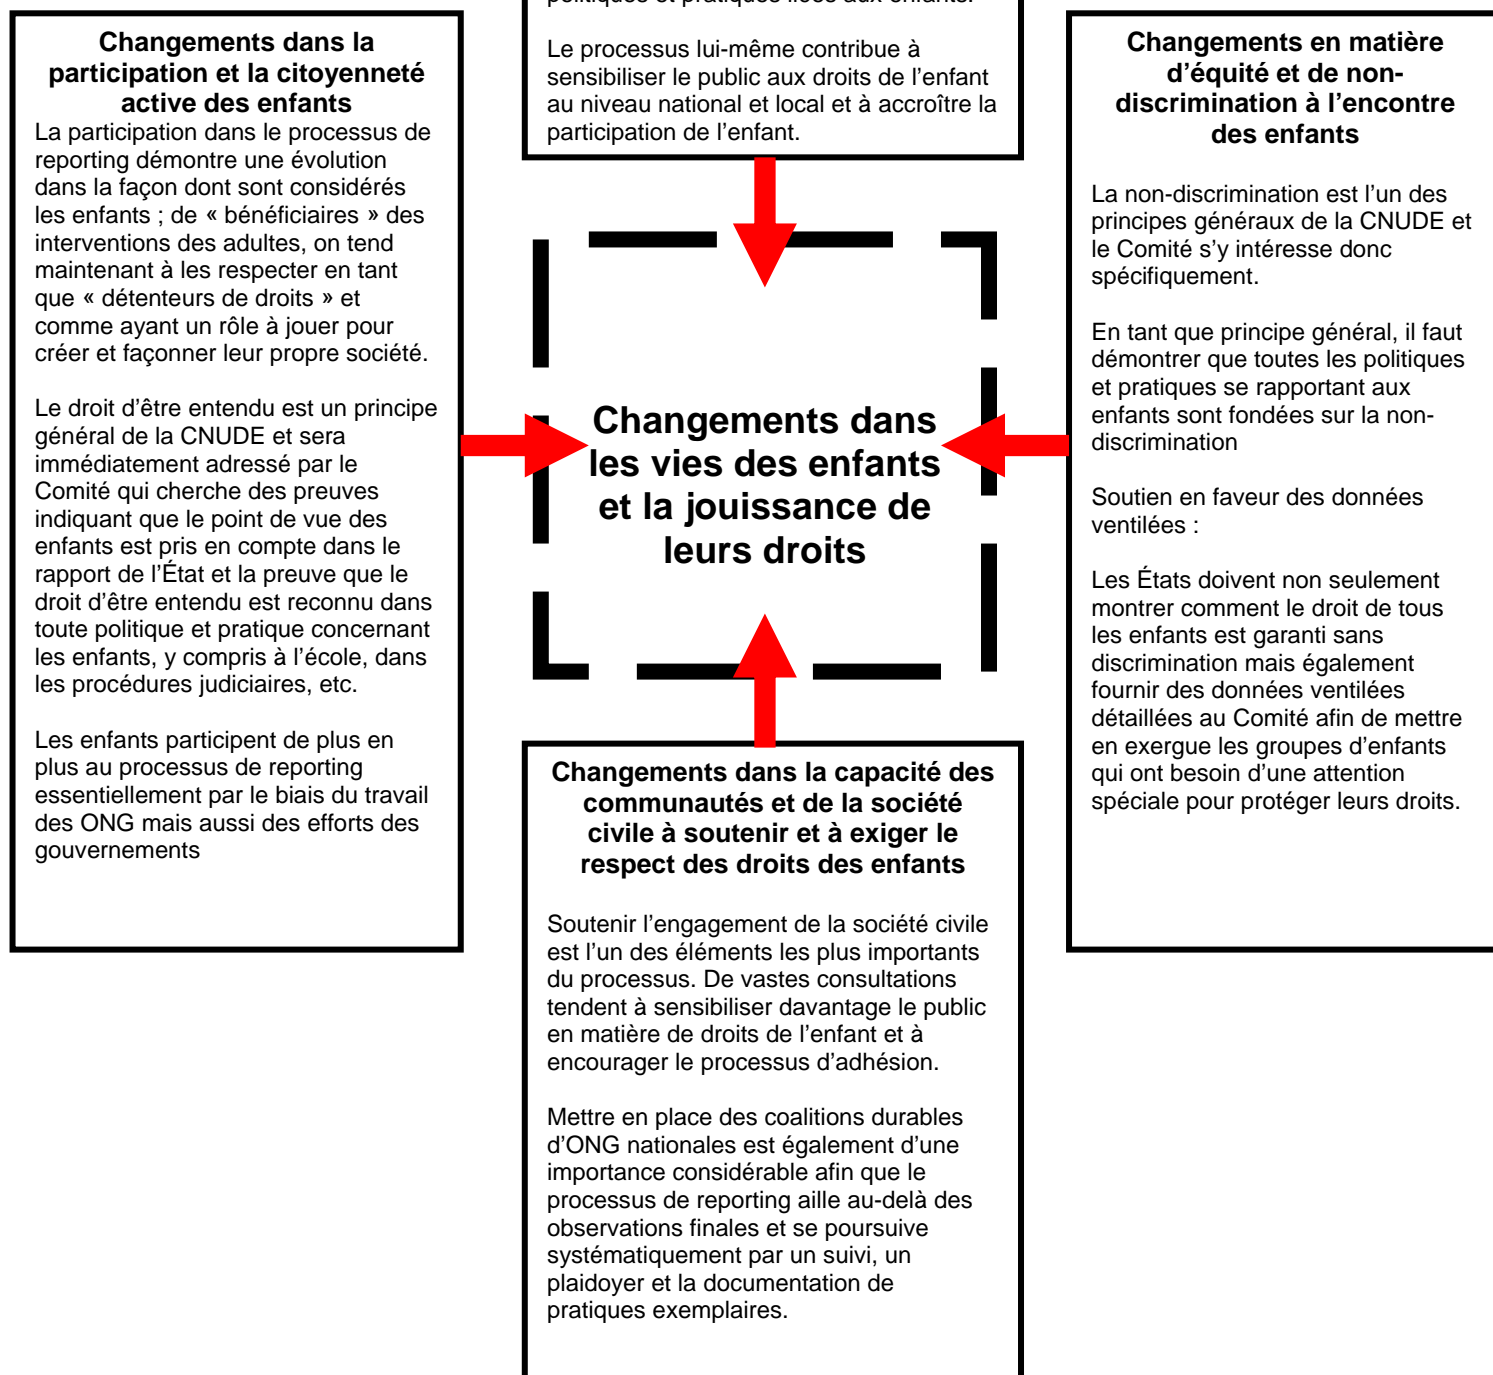 Changements dans la
participation et la citoyenneté
active des enfants
La participation dans le processus de
reporting démontre une évolution
dans la façon dont sont considérés
les enfants ; de « bénéficiaires » des
interventions des adultes, on tend
maintenant à les respecter en tant
que « détenteurs de droits » et
comme ayant un rôle à jouer pour
créer et façonner leur propre société.
Le droit d’être entendu est un principe
général de la CNUDE et sera
immédiatement adressé par le
Comité qui cherche des preuves
indiquant que le point de vue des
enfants est pris en compte dans le
rapport de l’État et la preuve que le
droit d’être entendu est reconnu dans
toute politique et pratique concernant
les enfants, y compris à l’école, dans
les procédures judiciaires, etc.
Les enfants participent de plus en
plus au processus de reporting
essentiellement par le biais du travail
des ONG mais aussi des efforts des
gouvernements
politiques et pratiques liées aux enfants.
Le processus lui-même contribue à
sensibiliser le public aux droits de l’enfant
au niveau national et local et à accroître la
participation de l’enfant.
Changements dans
les vies des enfants
et la jouissance de
leurs droits
Changements dans la capacité des
communautés et de la société
civile à soutenir et à exiger le
respect des droits des enfants
Soutenir l’engagement de la société civile
est l’un des éléments les plus importants
du processus. De vastes consultations
tendent à sensibiliser davantage le public
en matière de droits de l’enfant et à
encourager le processus d’adhésion.
Mettre en place des coalitions durables
d’ONG nationales est également d’une
importance considérable afin que le
processus de reporting aille au-delà des
observations finales et se poursuive
systématiquement par un suivi, un
plaidoyer et la documentation de
pratiques exemplaires.
Changements en matière
d’équité et de non-
discrimination à l’encontre
des enfants
La non-discrimination est l’un des
principes généraux de la CNUDE et
le Comité s’y intéresse donc
spécifiquement.
En tant que principe général, il faut
démontrer que toutes les politiques
et pratiques se rapportant aux
enfants sont fondées sur la non-
discrimination
Soutien en faveur des données
ventilées :
Les États doivent non seulement
montrer comment le droit de tous
les enfants est garanti sans
discrimination mais également
fournir des données ventilées
détaillées au Comité afin de mettre
en exergue les groupes d’enfants
qui ont besoin d’une attention
spéciale pour protéger leurs droits.